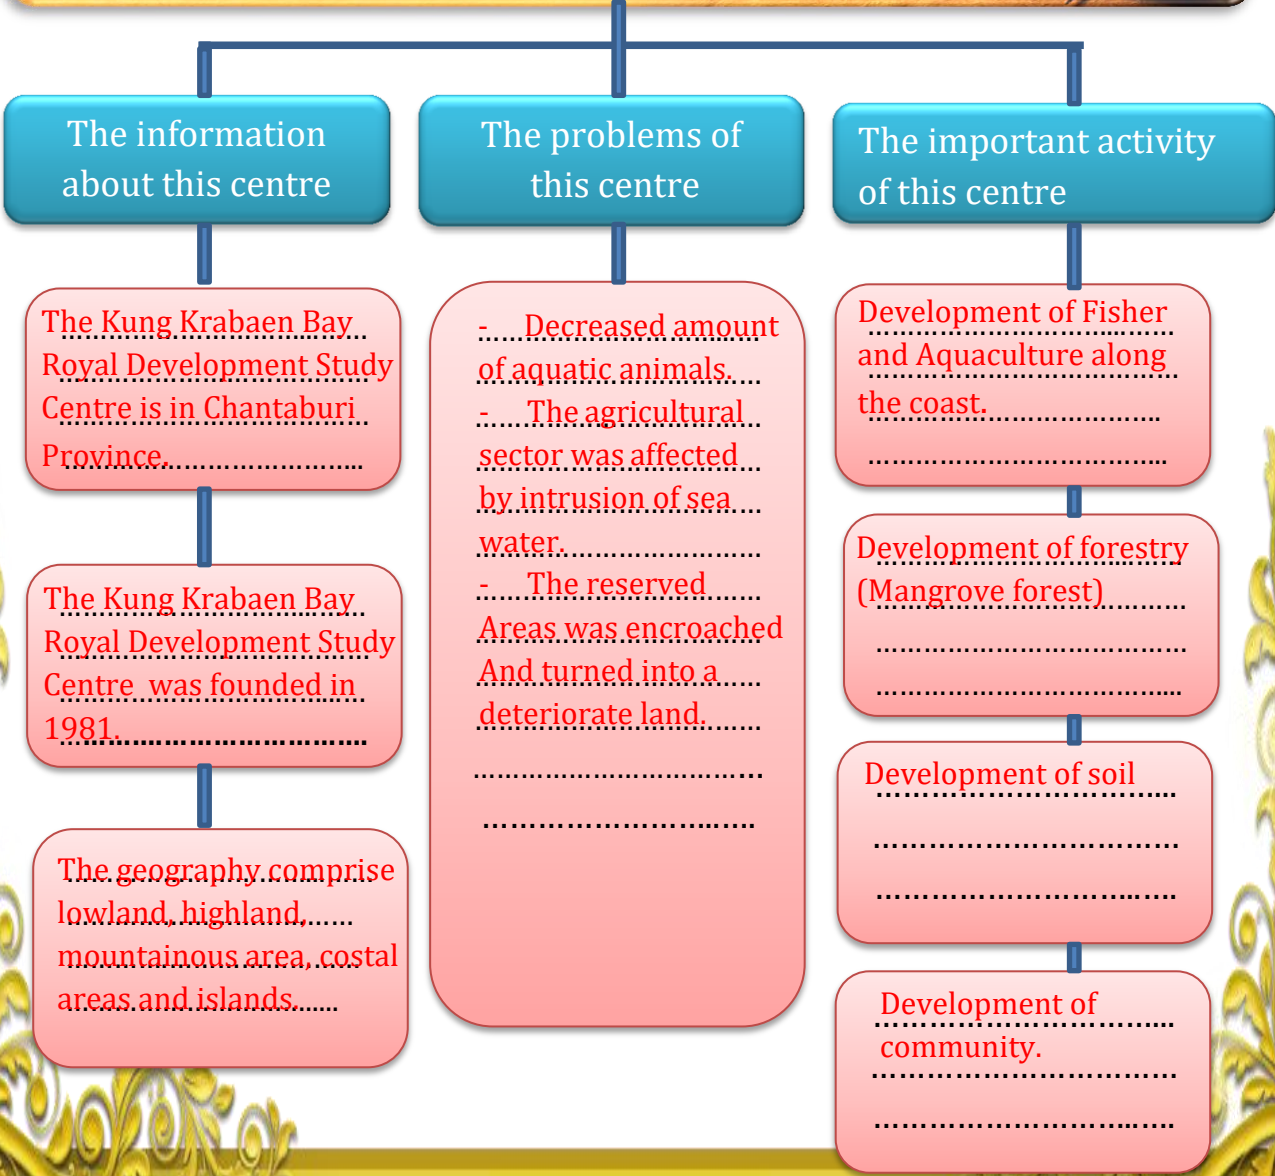 The information
about this centre
The Kung Krabaen Bay
Royal Development Study
Centre is in Chantaburi
Province.
The Kung Krabaen Bay
Royal Development Study
Centre was founded in
1981.
The geography comprise
lowland, highland,
mountainous area, costal
areas and islands.
The problems of
this centre
- Decreased amount
of aquatic animals.
- The agricultural
sector was affected
by intrusion of sea
water.
- The reserved
Areas was encroached
And turned into a
deteriorate land.
The important activity
of this centre
Development of Fisher
and Aquaculture along
the coast.
Development of forestry
(Mangrove forest)
Development of soil
Development of
community.